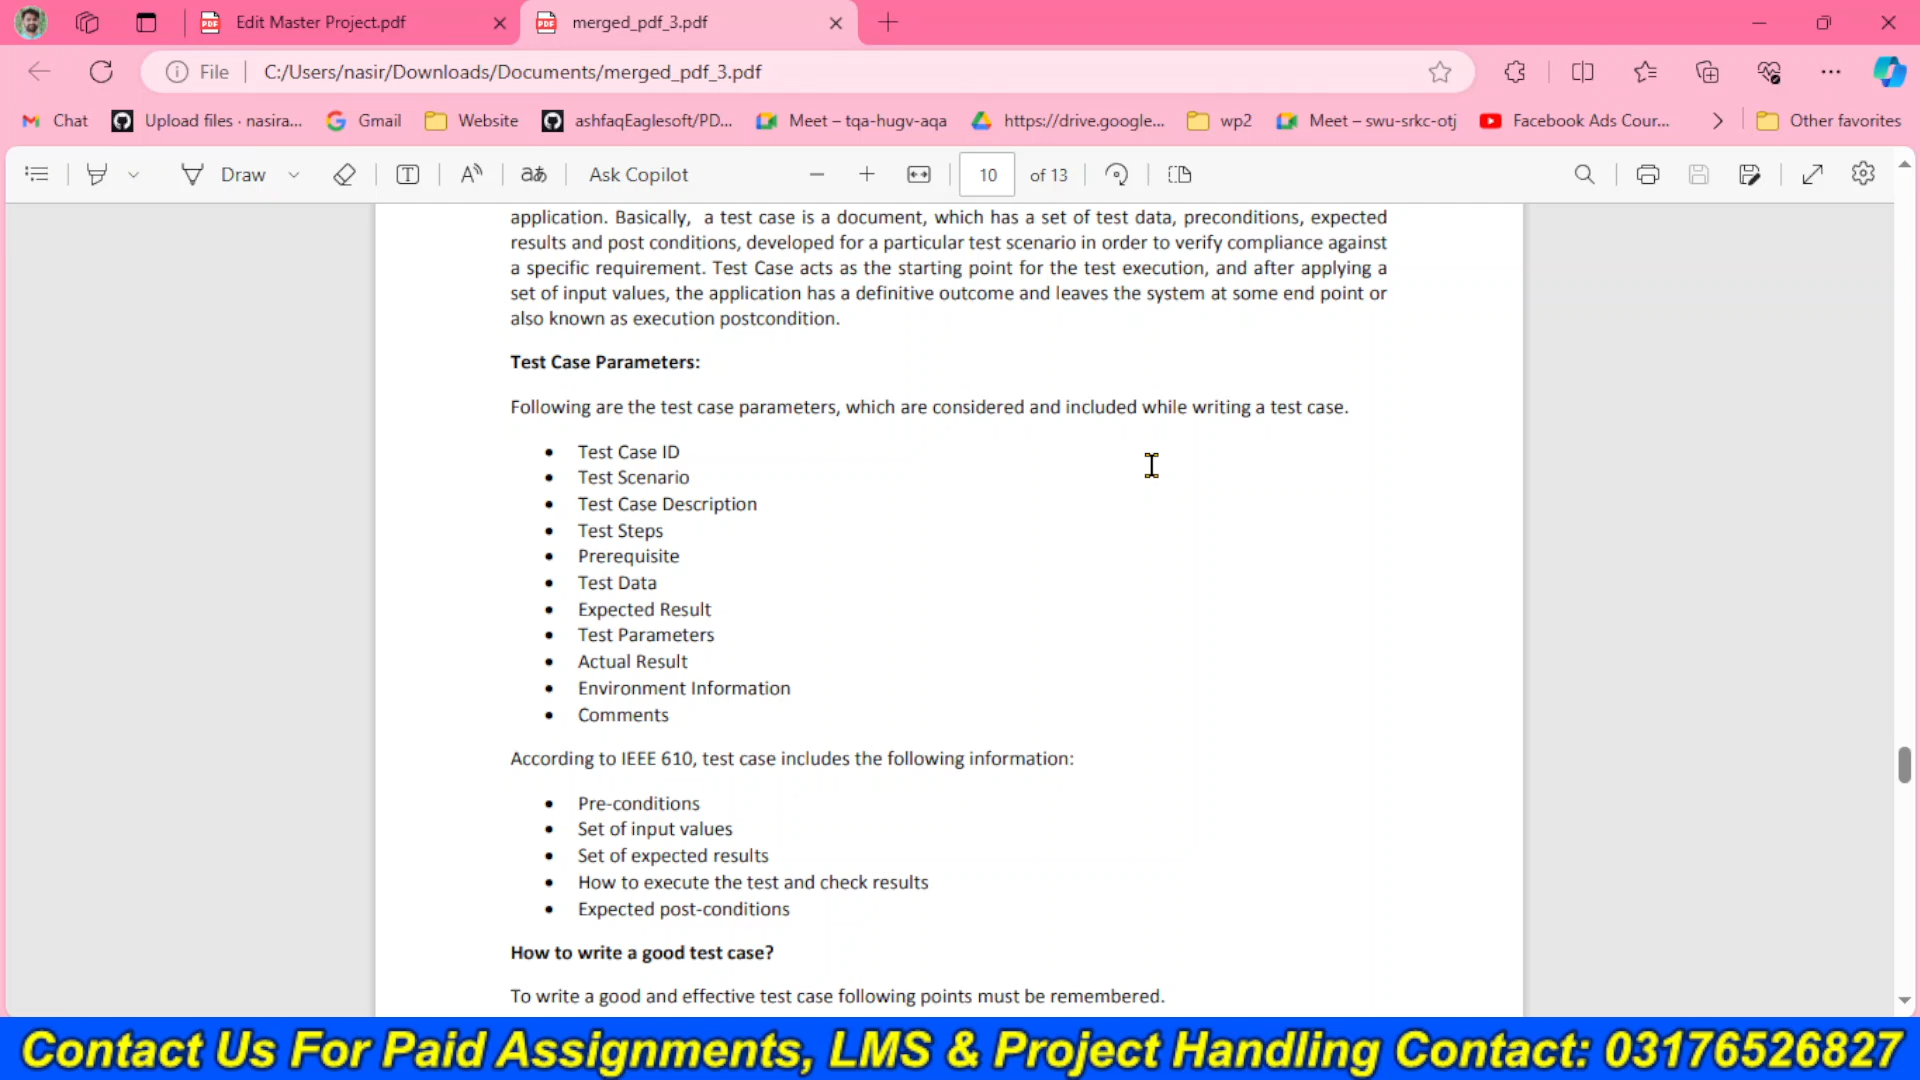 Edit Master Project.pdf
merged_pdf_3.pdf
File
C:/Users/nasir/Downloads/Documents/merged_pdf_3.pdf
Chat
Upload files · nasira...
Gmail
Website
ashfaqEaglesoft/PD...
Meet – tqa-hugv-aqa
https://drive.google...
wp2
Meet – swu-srkc-otj
Facebook Ads Cour...
Other favorites
Draw
Ask Copilot
10 of 13
application. Basically, a test case is a document, which has a set of test data, preconditions, expected
results and post conditions, developed for a particular test scenario in order to verify compliance against
a specific requirement. Test Case acts as the starting point for the test execution, and after applying a
set of input values, the application has a definitive outcome and leaves the system at some end point or
also known as execution postcondition.
Test Case Parameters:
Following are the test case parameters, which are considered and included while writing a test case.
• Test Case ID
• Test Scenario
• Test Case Description
• Test Steps
• Prerequisite
• Test Data
• Expected Result
• Test Parameters
• Actual Result
• Environment Information
• Comments
According to IEEE 610, test case includes the following information:
• Pre-conditions
• Set of input values
• Set of expected results
• How to execute the test and check results
• Expected post-conditions
How to write a good test case?
To write a good and effective test case following points must be remembered.
Contact Us For Paid Assignments, LMS & Project Handling Contact: 03176526827